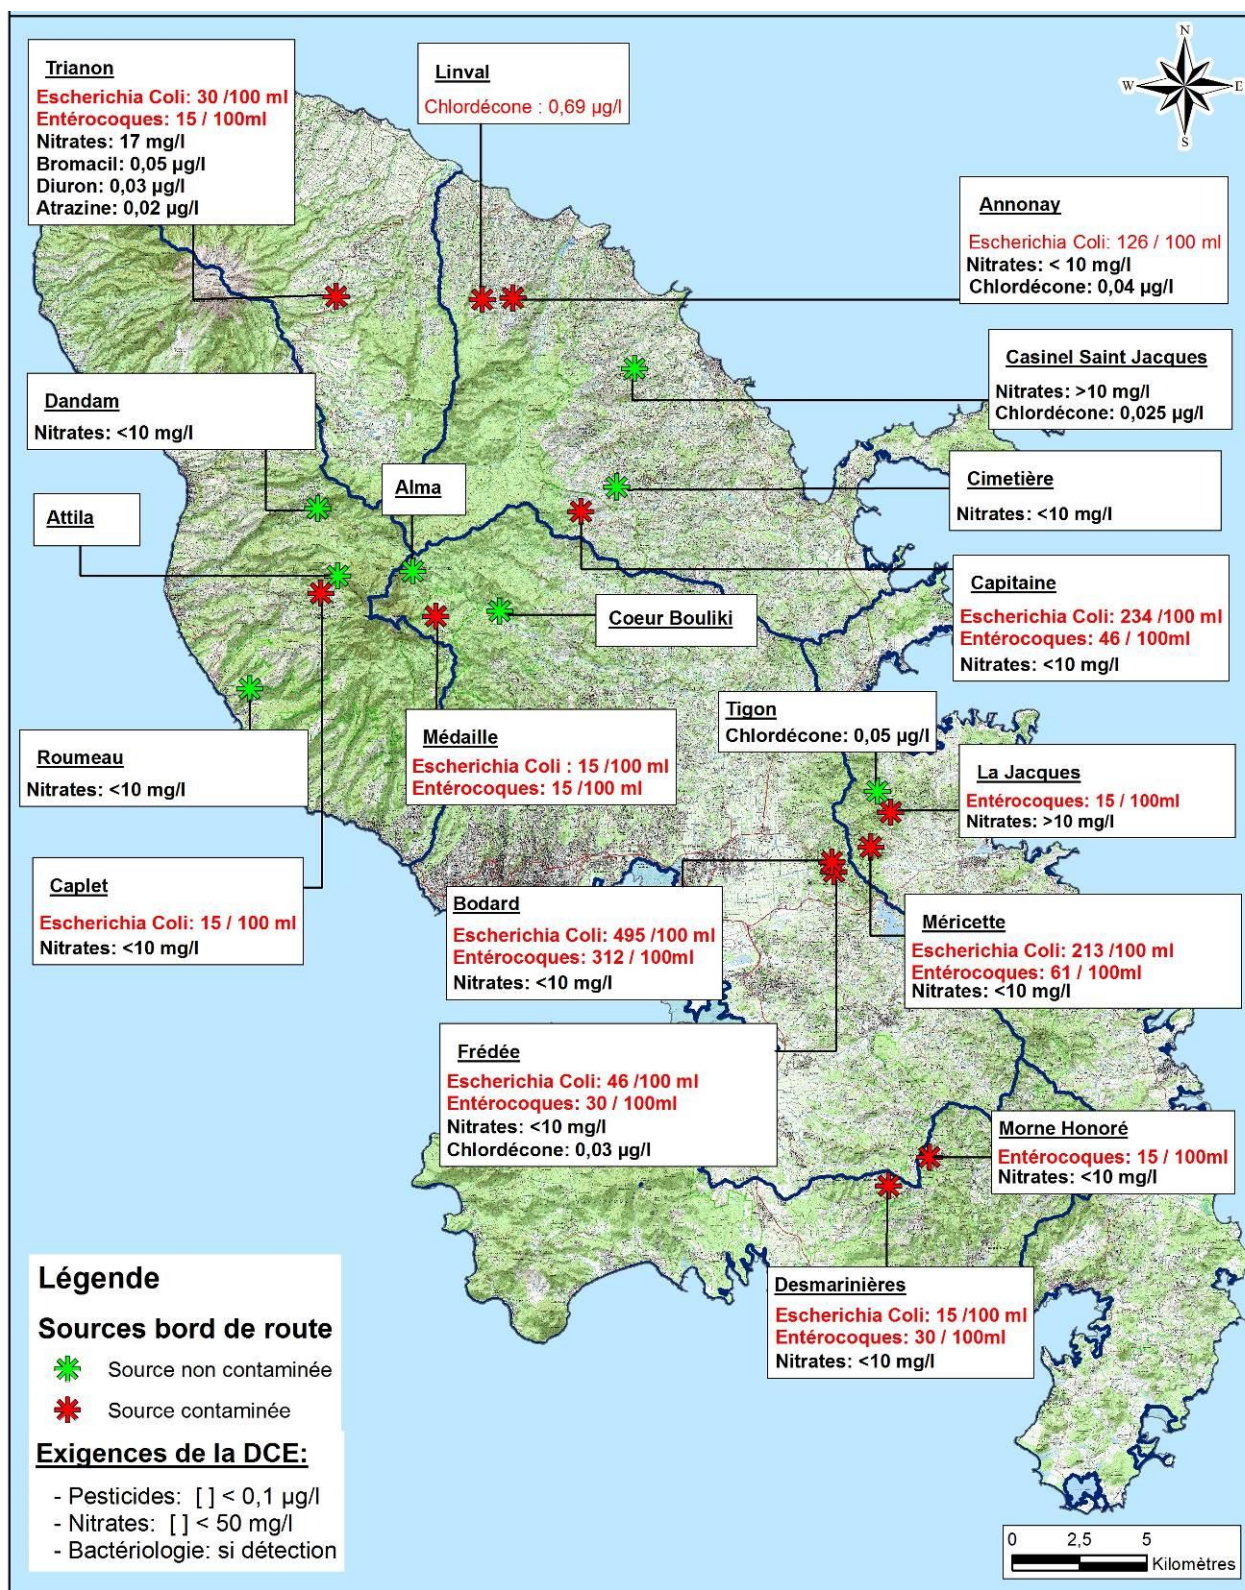 N
W
E
S
Trianon
Escherichia Coli: 30 /100 ml
Entérocoques: 15 / 100ml
Nitrates: 17 mg/l
Bromacil: 0,05 µg/l
Diuron: 0,03 µg/l
Atrazine: 0,02 µg/l
Linval
Chlordécone : 0,69 µg/l
Annonay
Escherichia Coli: 126 / 100 ml
Nitrates: < 10 mg/l
Chlordécone: 0,04 µg/l
Casinel Saint Jacques
Nitrates: >10 mg/l
Chlordécone: 0,025 µg/l
Dandam
Nitrates: <10 mg/l
Alma
Cimetière
Nitrates: <10 mg/l
Attila
Capitaine
Escherichia Coli: 234 /100 ml
Entérocoques: 46 / 100ml
Nitrates: <10 mg/l
Coeur Bouliki
Tigon
Chlordécone: 0,05 µg/l
Médaille
Escherichia Coli : 15 /100 ml
Entérocoques: 15 /100 ml
Roumeau
Nitrates: <10 mg/l
La Jacques
Entérocoques: 15 / 100ml
Nitrates: >10 mg/l
Caplet
Escherichia Coli: 15 / 100 ml
Nitrates: <10 mg/l
Bodard
Escherichia Coli: 495 /100 ml
Entérocoques: 312 / 100ml
Nitrates: <10 mg/l
Méricette
Escherichia Coli: 213 /100 ml
Entérocoques: 61 / 100ml
Nitrates: <10 mg/l
Frédée
Escherichia Coli: 46 /100 ml
Entérocoques: 30 / 100ml
Nitrates: <10 mg/l
Chlordécone: 0,03 µg/l
Morne Honoré
Entérocoques: 15 / 100ml
Nitrates: <10 mg/l
Desmarinières
Escherichia Coli: 15 /100 ml
Entérocoques: 30 / 100ml
Nitrates: <10 mg/l
Légende
Sources bord de route
Source non contaminée
Source contaminée
Exigences de la DCE:
- Pesticides: [ ] < 0,1 µg/l
- Nitrates: [ ] < 50 mg/l
- Bactériologie: si détection
0 2,5 5
Kilomètres